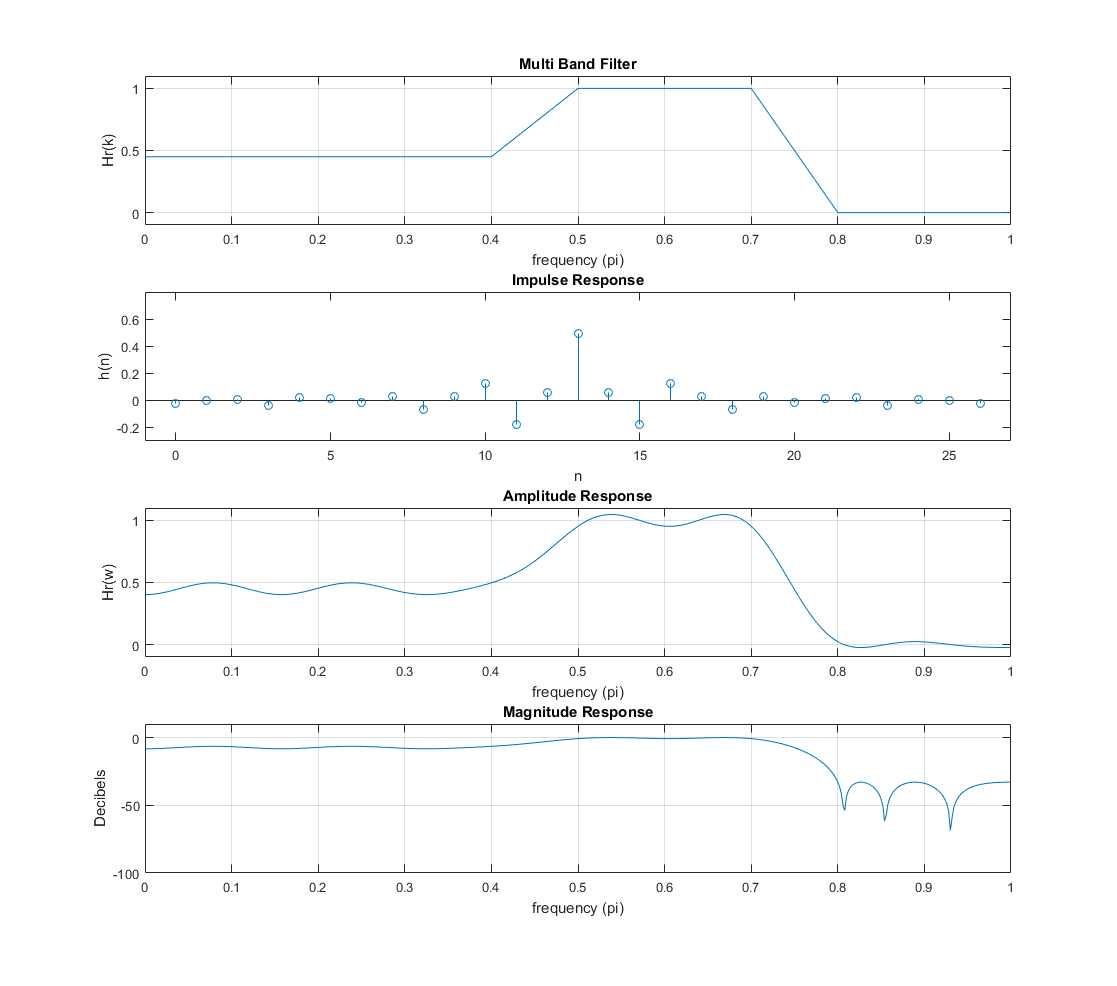 Multi Band Filter
1
0.5
0
Hr(k)
0 0.1 0.2 0.3 0.4 0.5 0.6 0.7 0.8 0.9 1
frequency (pi)
Impulse Response
0.6
0.4
0.2
0
-0.2
h(n)
0 5 10 15 20 25
n
Amplitude Response
1
0.5
0
Hr(w)
0 0.1 0.2 0.3 0.4 0.5 0.6 0.7 0.8 0.9 1
frequency (pi)
Magnitude Response
0
-50
-100
Decibels
0 0.1 0.2 0.3 0.4 0.5 0.6 0.7 0.8 0.9 1
frequency (pi)